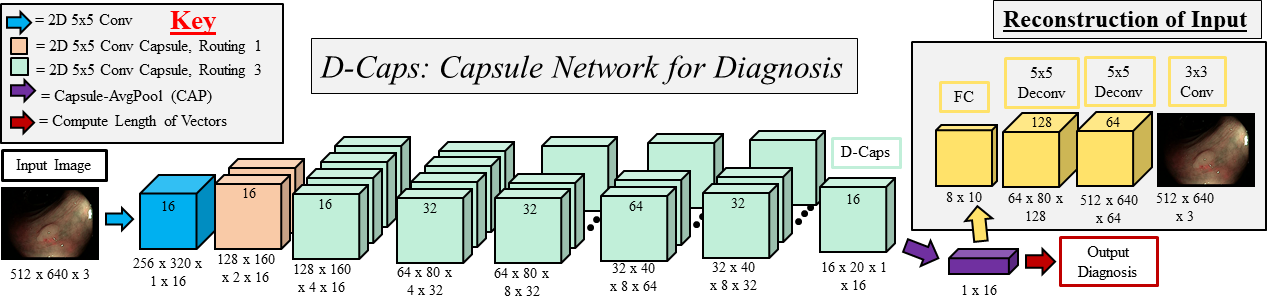 Key
= 2D 5x5 Conv
= 2D 5x5 Conv Capsule, Routing 1
= 2D 5x5 Conv Capsule, Routing 3
= Capsule-AvgPool (CAP)
= Compute Length of Vectors
D-Caps: Capsule Network for Diagnosis
Reconstruction of Input
FC
5x5
Deconv
5x5
Deconv
3x3
Conv
128
64
8 x 10
64 x 80 x
128
512 x 640
x 64
512 x 640
x 3
Input Image
512 x 640 x 3
16
256 x 320 x
1 x 16
16
128 x 160
x 2 x 16
16
128 x 160
x 4 x 16
32
64 x 80 x
4 x 32
32
64 x 80 x
8 x 32
64
32 x 40
x 8 x 64
32
32 x 40
x 8 x 32
D-Caps
16
16 x 20 x 1
x 16
1 x 16
Output
Diagnosis